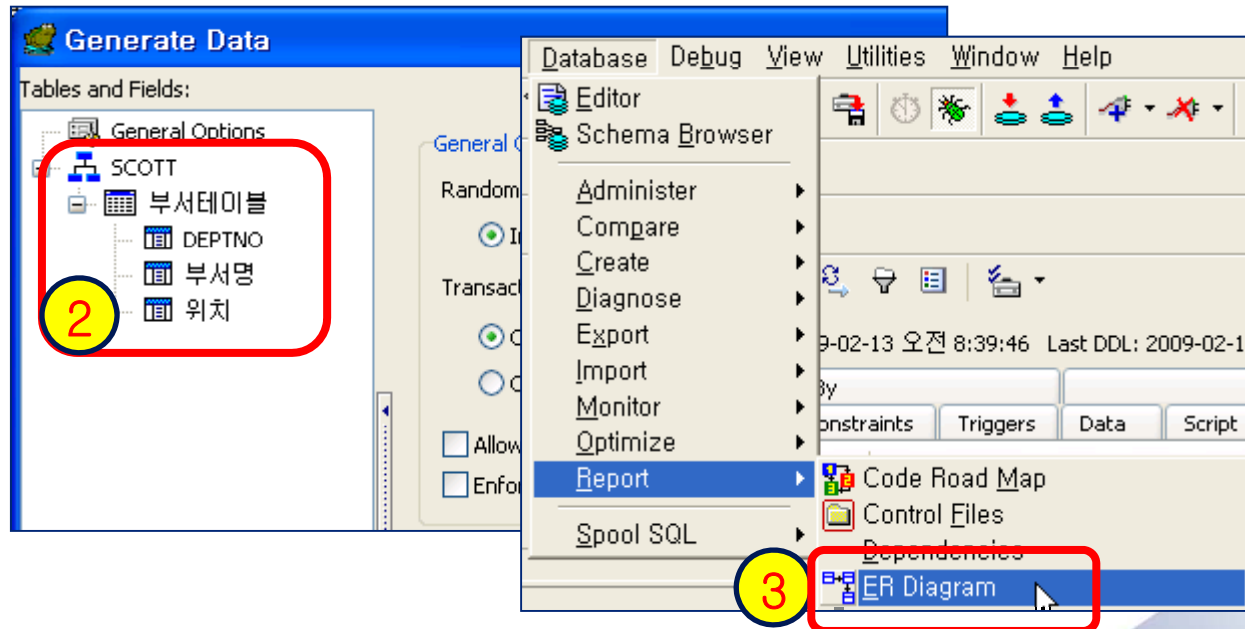 Generate Data
Tables and Fields:
General Options
SCOTT
부서테이블
DEPTNO
부서명
위치
2
General
Random
Transact
Allow
Enfor
Database Debug View Utilities Window Help
Editor
Schema Browser
Administer
Compare
Create
Diagnose
Export
Import
Monitor
Optimize
Report
Spool SQL
9-02-13 오전 8:39:46 Last DDL: 2009-02-1
By
onstraints Triggers Data Script
Code Road Map
Control Files
Dependencies
ER Diagram
3